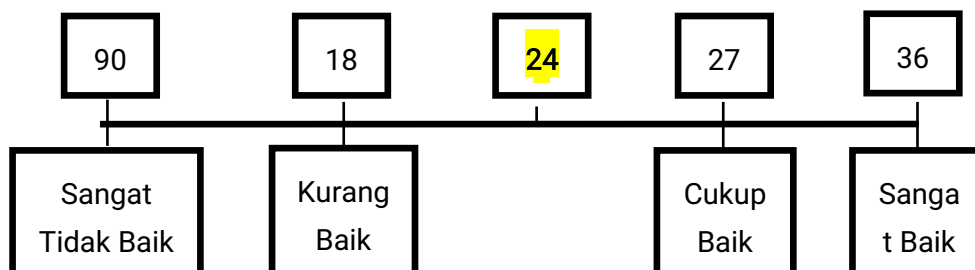 90
18
24
27
36
Sangat
Tidak Baik
Kurang
Baik
Cukup
Baik
Sanga
t Baik